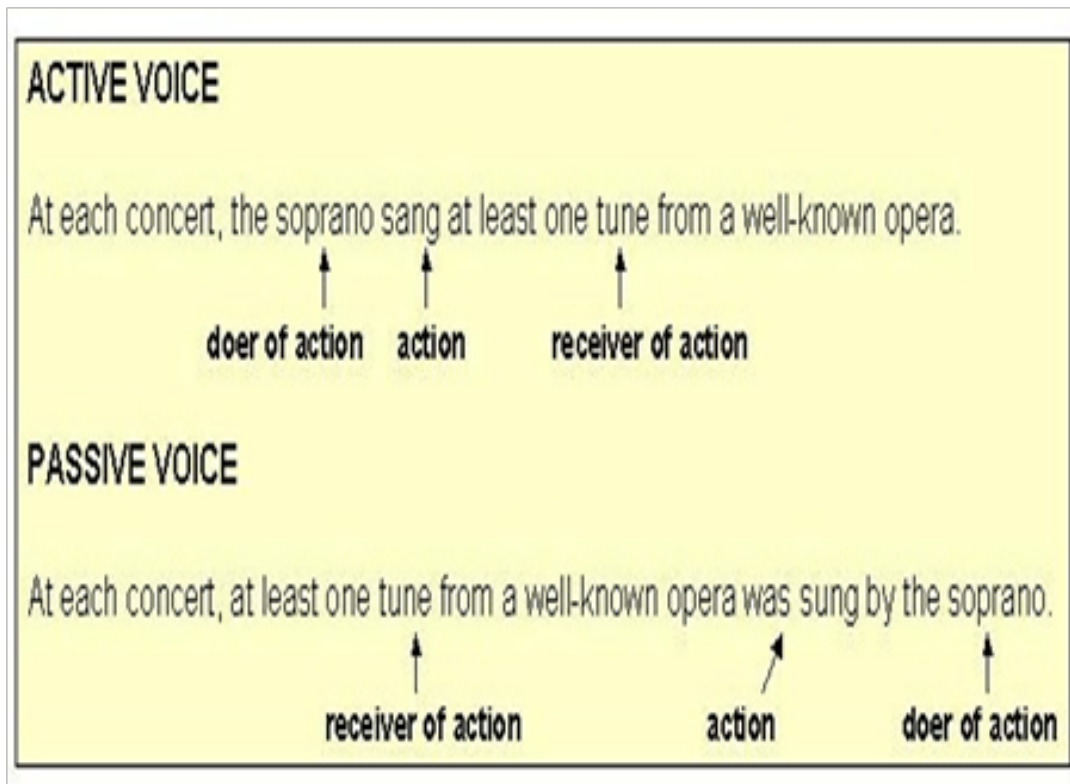 ACTIVE VOICE
At each concert, the soprano sang at least one tune from a well-known opera.
doer of action action receiver of action
PASSIVE VOICE
At each concert, at least one tune from a well-known opera was sung by the soprano.
receiver of action action doer of action